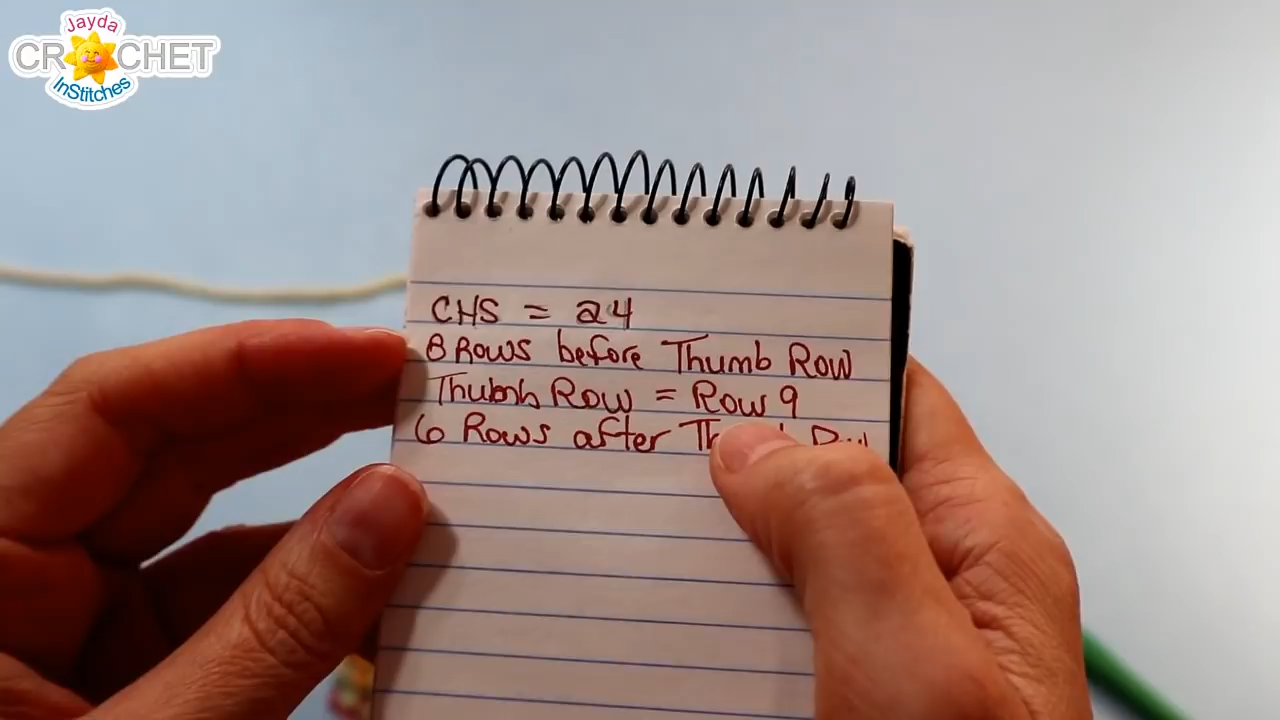 Jayda
CROCHET
InStitches
CHS = 24
8 Rows before Thumb Row
Thumb Row = Row 9
6 Rows after